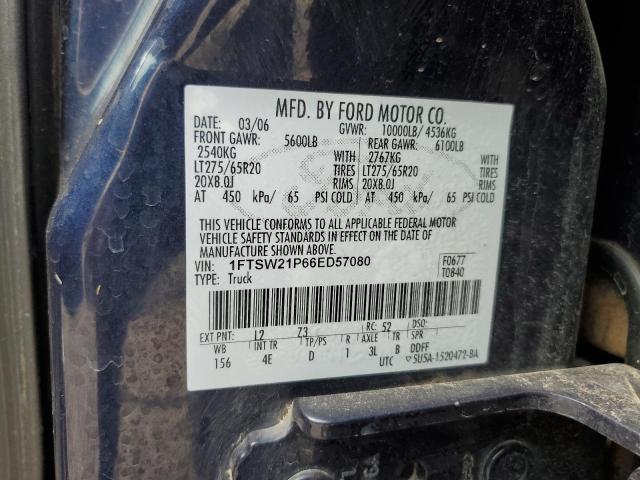 MFD. BY FORD MOTOR CO.
DATE: 03/06 GVWR: 10000LB/ 4536KG
FRONT GAWR: 5600LB REAR GAWR: 6100LB
2540KG WITH 2767KG WITH
LT275/65R20 TIRES LT275/65R20 TIRES
20X8.0J RIMS 20X8.0J RIMS
AT 450 kPa/ 65 PSI COLD AT 450 kPa/ 65 PSI COLD
THIS VEHICLE CONFORMS TO ALL APPLICABLE FEDERAL MOTOR
VEHICLE SAFETY STANDARDS IN EFFECT ON THE DATE OF
MANUFACTURE SHOWN ABOVE.
VIN: 1FTSW21P66ED57080 F0677
TYPE: Truck T0840
EXT PNT: L2 Z3 RC: 52 DSO:
WB INT TR TP/PS R AXLE TR SPR
156 4E D 1 3L B DDFF
UTC ▽5U5A-1520472-BA